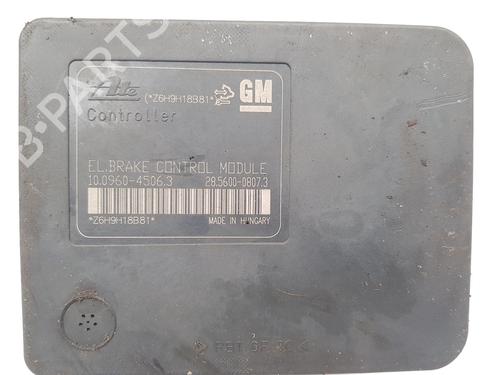 Ate (*Z6H9H18B81*) GM
Controller
EL.BRAKE CONTROL MODULE
10.0960-4506.3 28.5600-0807.3
*Z6H9H18B81* MADE IN HUNGARY
B-PARTS